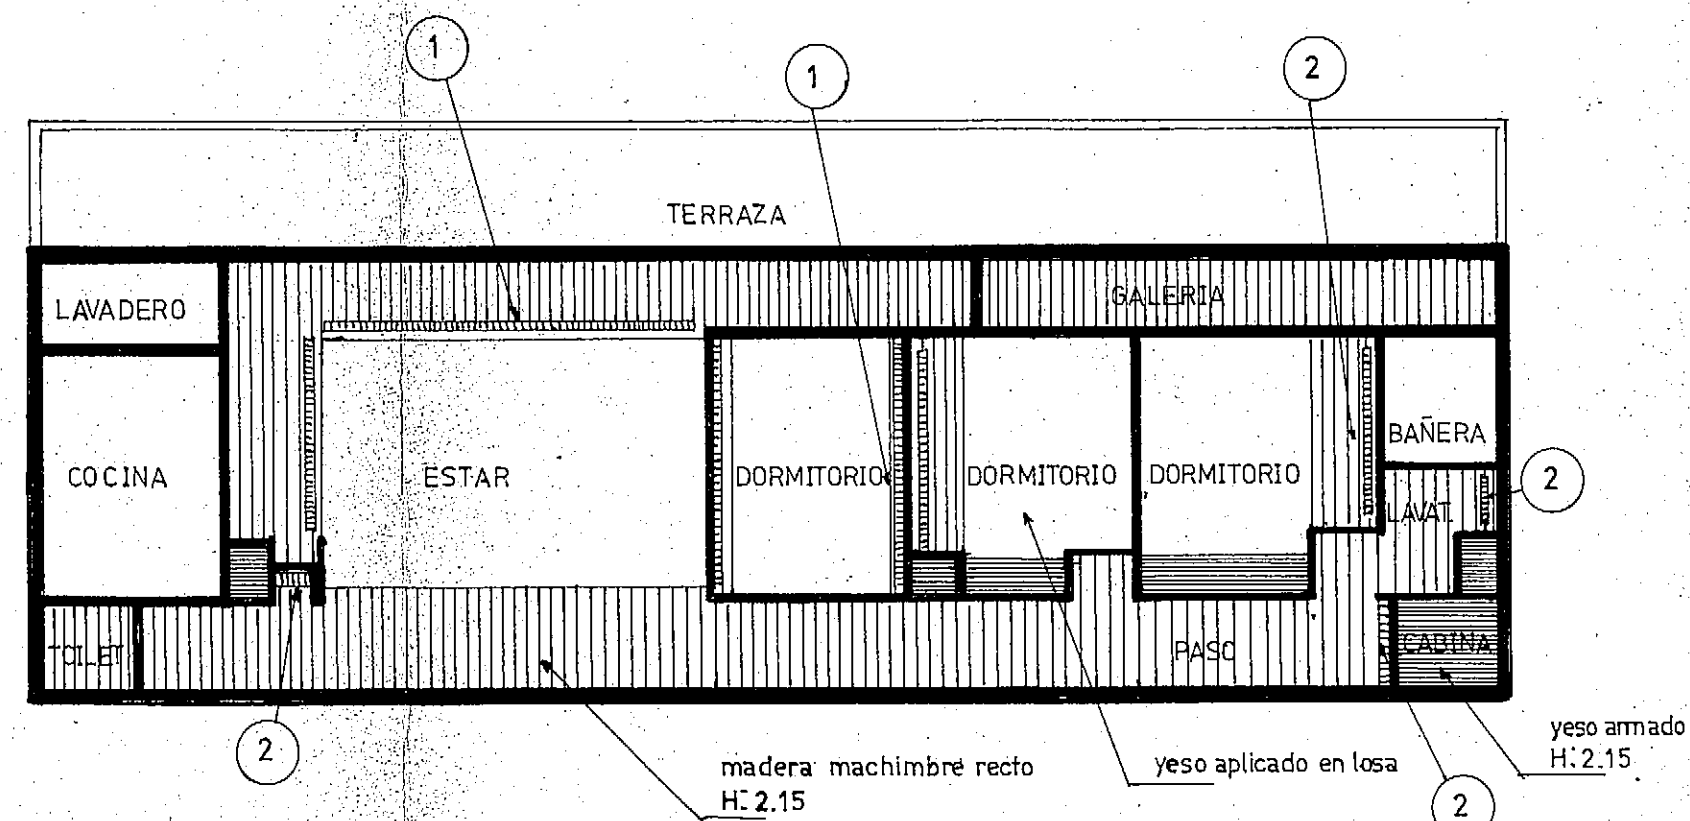 1
1
2
TERRAZA
LAVADERO
GALERIA
COCINA
ESTAR
DORMITORIO
DORMITORIO
DORMITORIO
BAÑERA
LAVAT.
2
TOILET
PASO
CABINA
2
madera machimbre recto
H:2.15
yeso aplicado en losa
yeso armado
H:2.15
2